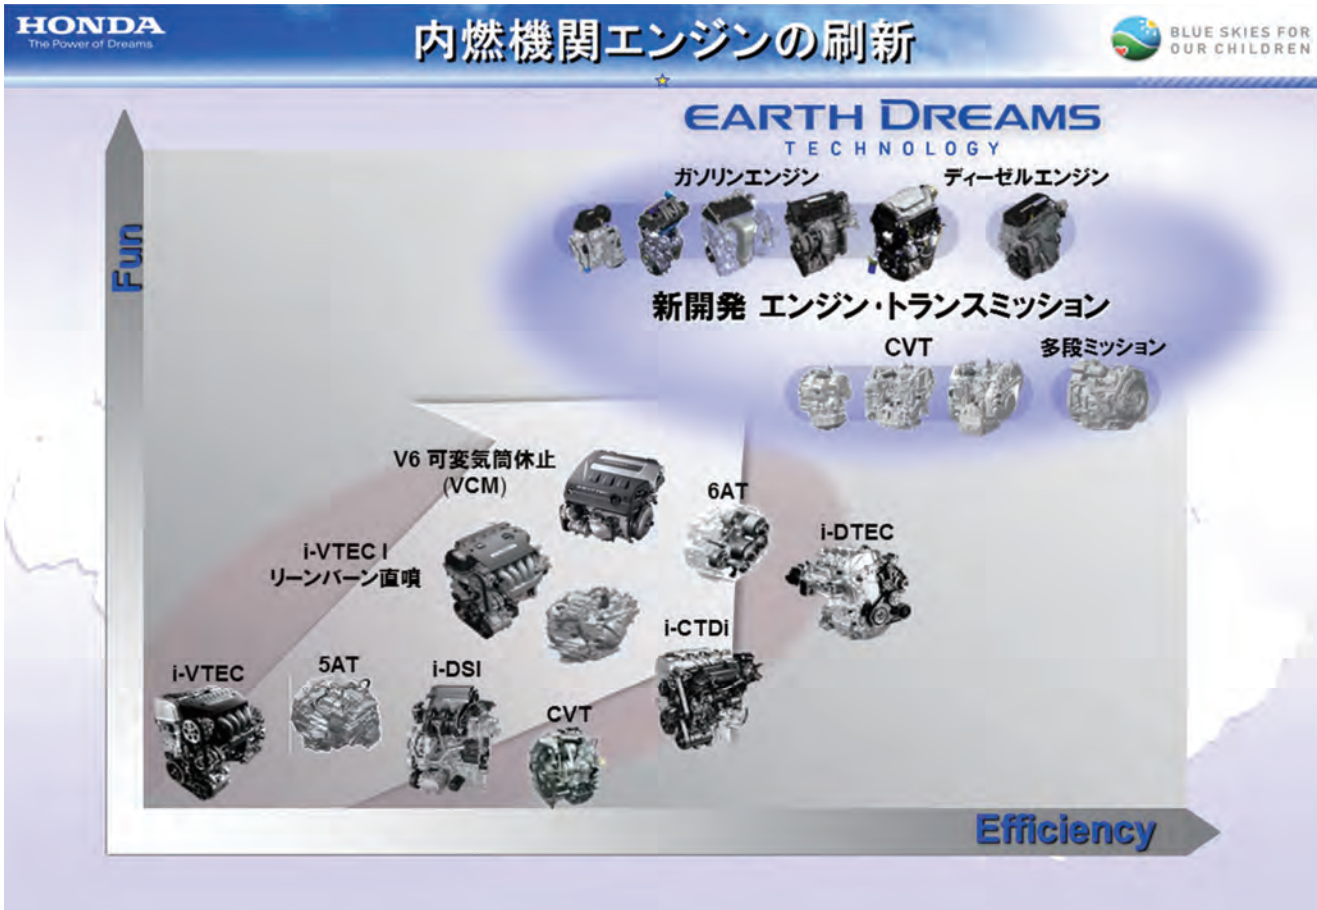 HONDA
The Power of Dreams
内燃機関エンジンの刷新
BLUE SKIES FOR
OUR CHILDREN
EARTH DREAMS
TECHNOLOGY
ガソリンエンジン
ディーゼルエンジン
Fun
新開発 エンジン・トランスミッション
CVT
多段ミッション
V6 可変気筒休止
(VCM)
6AT
i-DTEC
i-VTEC I
リーンバーン直噴
i-CTDi
i-VTEC
5AT
i-DSI
CVT
Efficiency